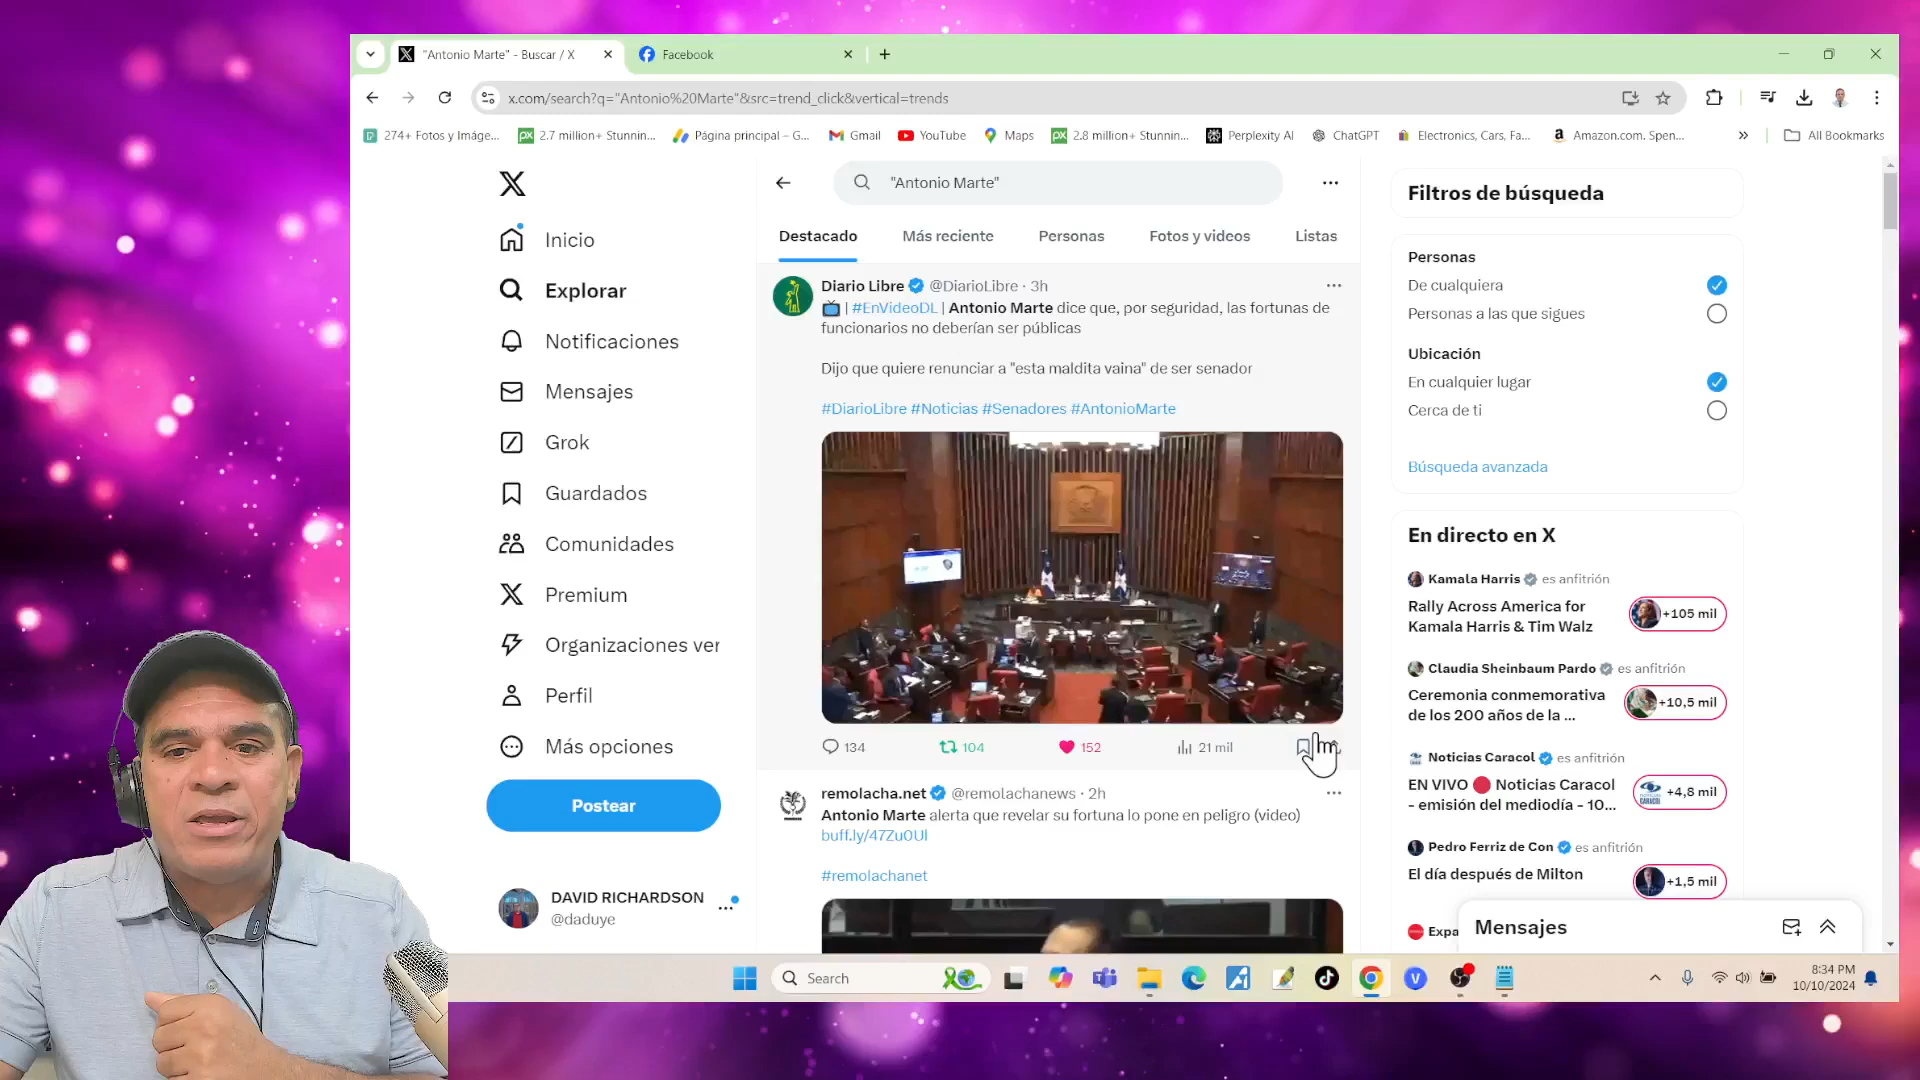 "Antonio Marte" - Buscar / X
Facebook
x.com/search?q="Antonio%20Marte"&src=trend_click&vertical=trends
274+ Fotos y Imáge...
2.7 million+ Stunnin...
Página principal – G...
Gmail
YouTube
Maps
2.8 million+ Stunnin...
Perplexity AI
ChatGPT
Electronics, Cars, Fa...
Amazon.com. Spen...
All Bookmarks
Inicio
Explorar
Notificaciones
Mensajes
Grok
Guardados
Comunidades
Premium
Organizaciones ver
Perfil
Más opciones
Postear
DAVID RICHARDSON
@daduye
"Antonio Marte"
Destacado
Más reciente
Personas
Fotos y videos
Listas
Diario Libre @DiarioLibre · 3h
| #EnVideoDL | Antonio Marte dice que, por seguridad, las fortunas de
funcionarios no deberían ser públicas
Dijo que quiere renunciar a "esta maldita vaina" de ser senador
#DiarioLibre #Noticias #Senadores #AntonioMarte
134
104
152
21 mil
remolacha.net @remolachanews · 2h
Antonio Marte alerta que revelar su fortuna lo pone en peligro (video)
buff.ly/47Zu0Ul
#remolachanet
Filtros de búsqueda
Personas
De cualquiera
Personas a las que sigues
Ubicación
En cualquier lugar
Cerca de ti
Búsqueda avanzada
En directo en X
Kamala Harris es anfitrión
Rally Across America for
Kamala Harris & Tim Walz
+105 mil
Claudia Sheinbaum Pardo es anfitrión
Ceremonia conmemorativa
de los 200 años de la ...
+10,5 mil
Noticias Caracol es anfitrión
EN VIVO 🔴 Noticias Caracol
- emisión del mediodía - 10...
+4,8 mil
Pedro Ferriz de Con es anfitrión
El día después de Milton
+1,5 mil
Expa
Mensajes
Search
8:34 PM
10/10/2024